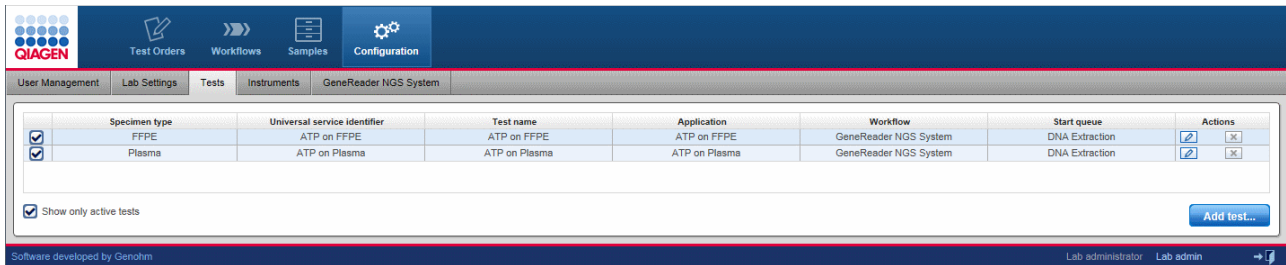 QIAGEN
Test Orders Workflows Samples Configuration
User Management Lab Settings Tests Instruments GeneReader NGS System
Specimen type Universal service identifier Test name Application Workflow Start queue Actions
FFPE ATP on FFPE ATP on FFPE ATP on FFPE GeneReader NGS System DNA Extraction
Plasma ATP on Plasma ATP on Plasma ATP on Plasma GeneReader NGS System DNA Extraction
Show only active tests
Add test...
Software developed by Genohm Lab administrator Lab admin